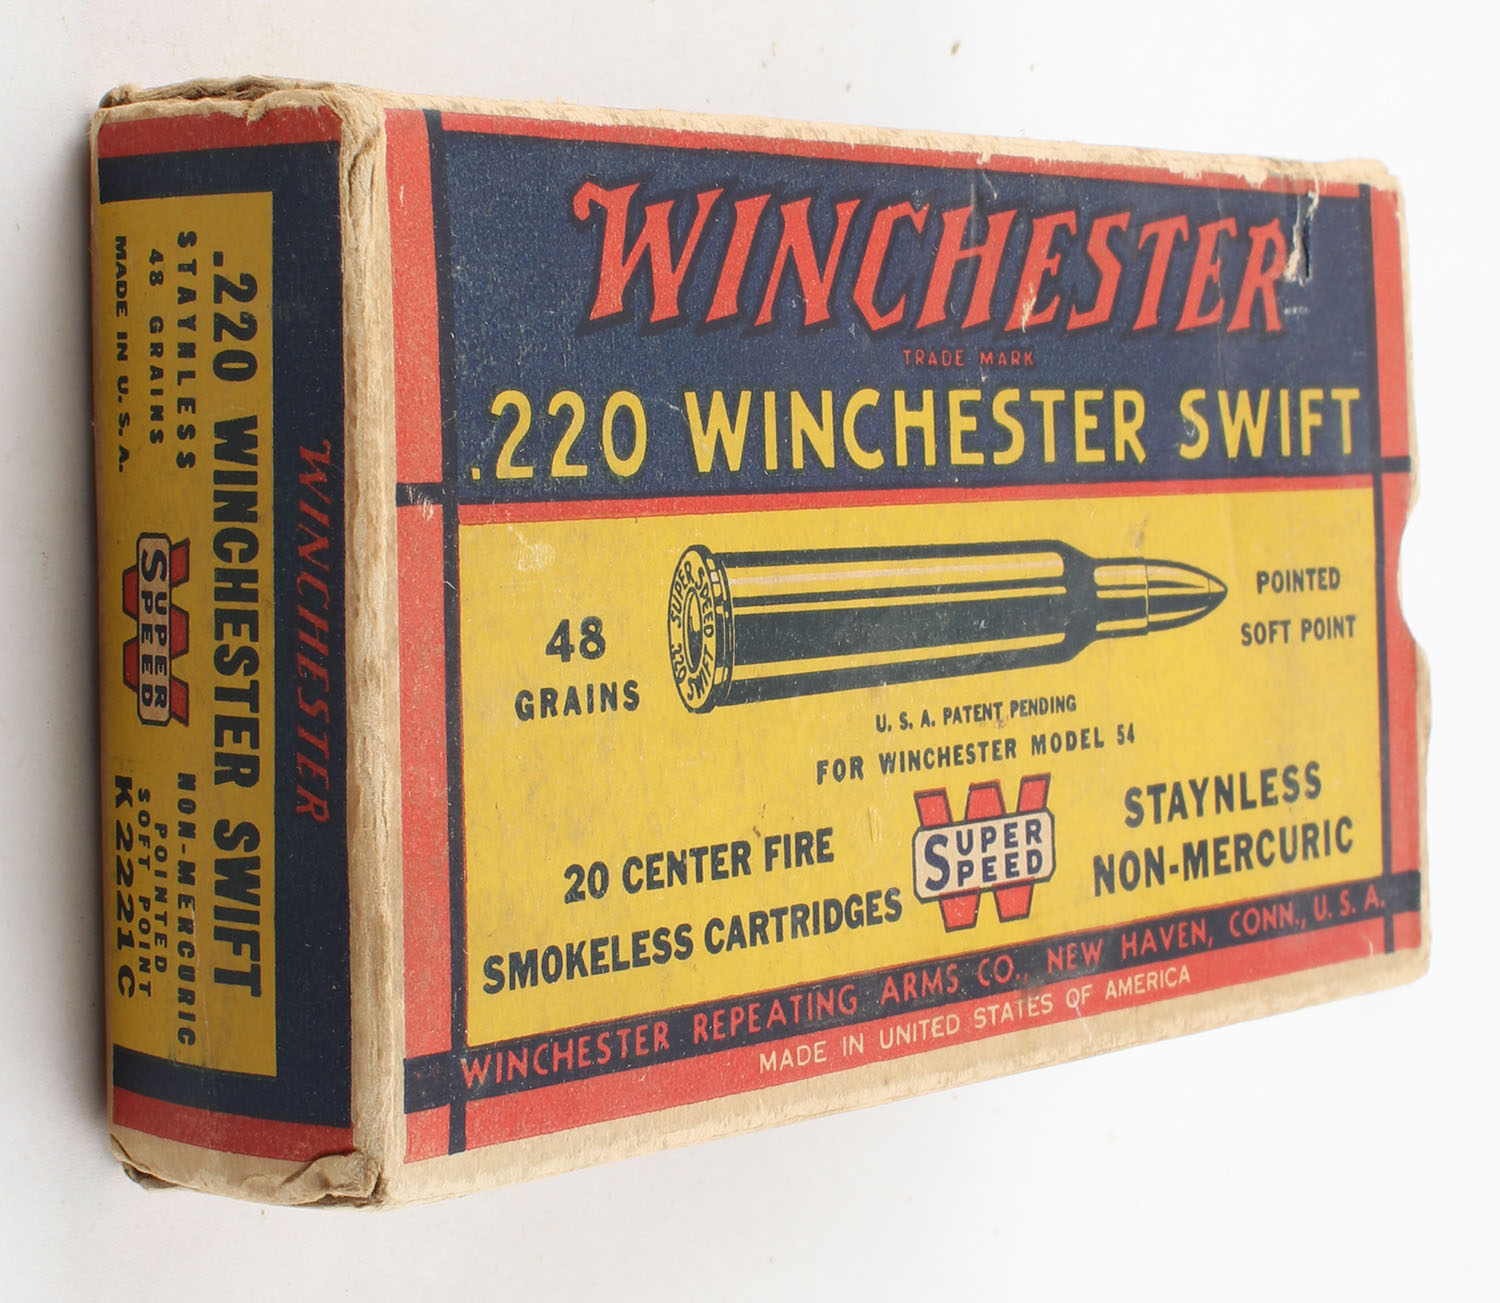 WINCHESTER
TRADE MARK
.220 WINCHESTER SWIFT
48
GRAINS
SUPER SPEED
.220 SWIFT
POINTED
SOFT POINT
U. S. A. PATENT PENDING
FOR WINCHESTER MODEL 54
20 CENTER FIRE
SMOKELESS CARTRIDGES
SUPER
SPEED
STAYNLESS
NON-MERCURIC
WINCHESTER REPEATING ARMS CO., NEW HAVEN, CONN., U. S. A.
MADE IN UNITED STATES OF AMERICA
WINCHESTER
.220 WINCHESTER SWIFT
STAYNLESS
48 GRAINS
MADE IN U. S. A.
SUPER
SPEED
NON-MERCURIC
POINTED
SOFT POINT
K2221C